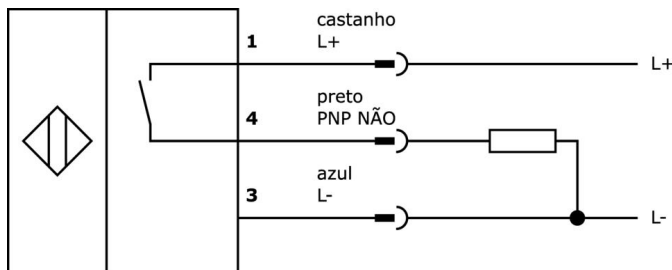 castanho
1 L+
L+
preto
4 PNP NÃO
azul
3 L-
L-